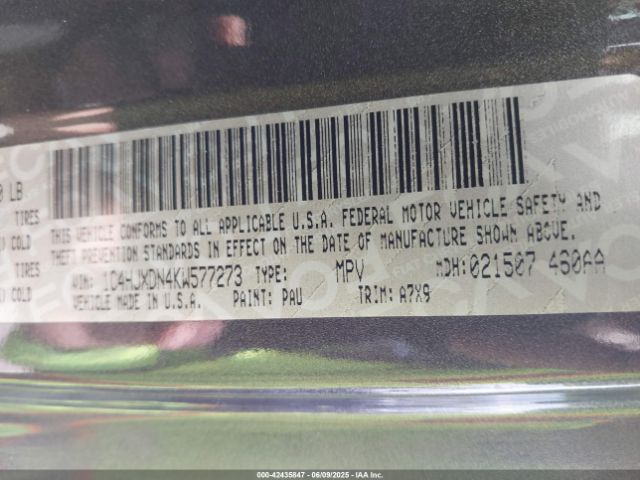 0 LB
TIRES
COLD
TIRES
COLD
THIS VEHICLE CONFORMS TO ALL APPLICABLE U.S.A. FEDERAL MOTOR VEHICLE SAFETY AND
THEFT PREVENTION STANDARDS IN EFFECT ON THE DATE OF MANUFACTURE SHOWN ABOVE.
VIN: 1C4HJXDN4KW577273 TYPE: MPV MDH:021507 460AA
VEHICLE MADE IN U.S.A. PAINT: PAU TRIM: A7X9
000-42435847 06/09/2025 - IAA Inc.